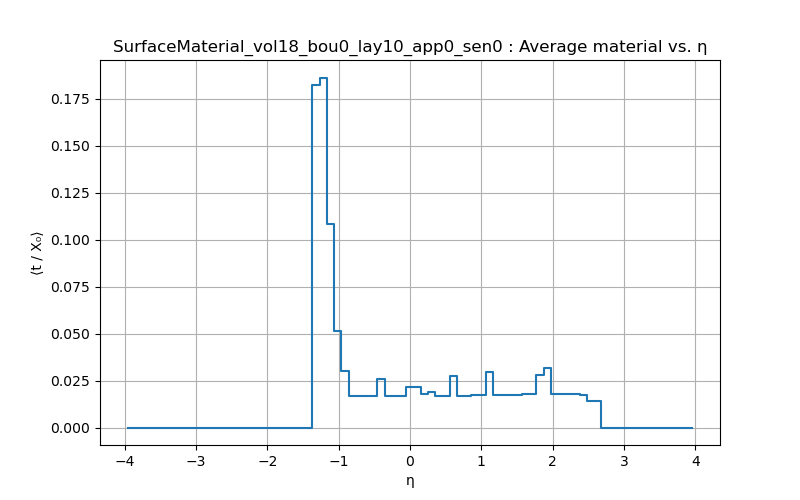 SurfaceMaterial_vol18_bou0_lay10_app0_sen0 : Average material vs. η
0.175
0.150
0.125
0.100
0.075
0.050
0.025
0.000
⟨t / X₀⟩
−4 −3 −2 −1 0 1 2 3 4
η